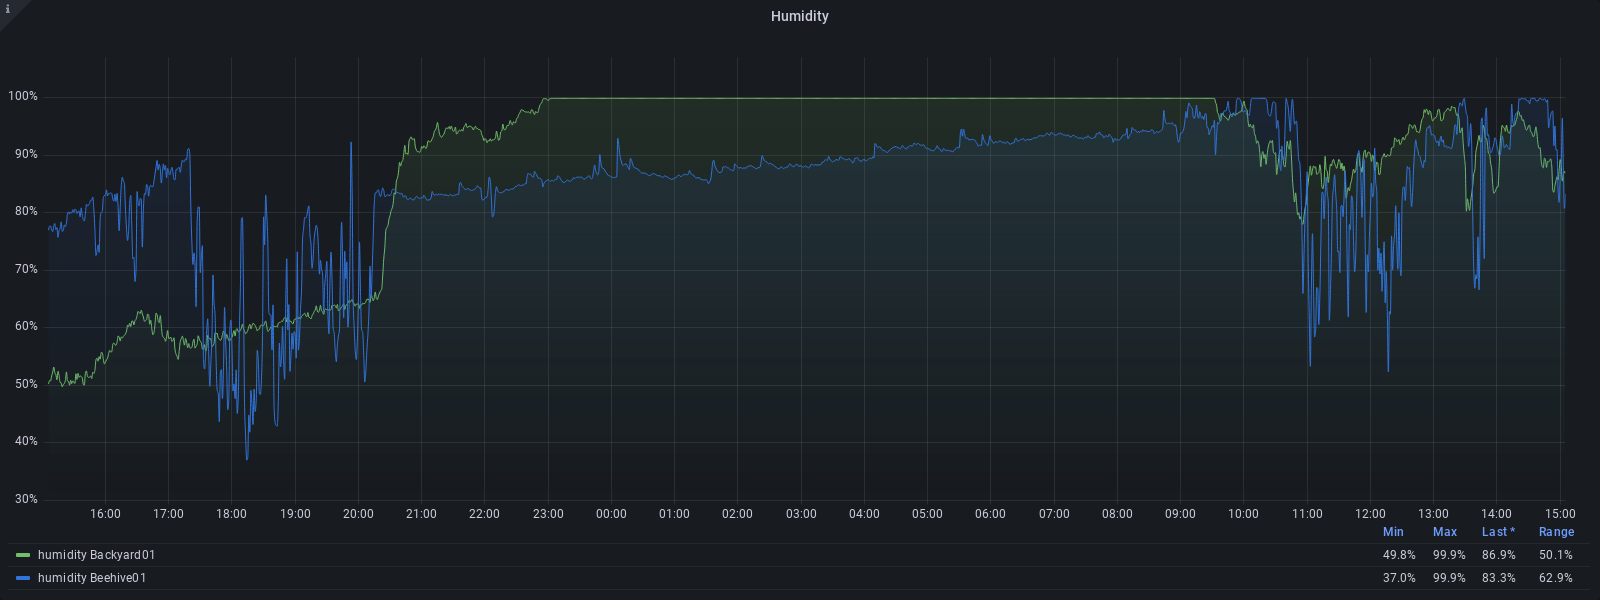 i
Humidity
100%
90%
80%
70%
60%
50%
40%
30%
16:00 17:00 18:00 19:00 20:00 21:00 22:00 23:00 00:00 01:00 02:00 03:00 04:00 05:00 06:00 07:00 08:00 09:00 10:00 11:00 12:00 13:00 14:00 15:00
Min Max Last * Range
humidity Backyard01 49.8% 99.9% 86.9% 50.1%
humidity Beehive01 37.0% 99.9% 83.3% 62.9%